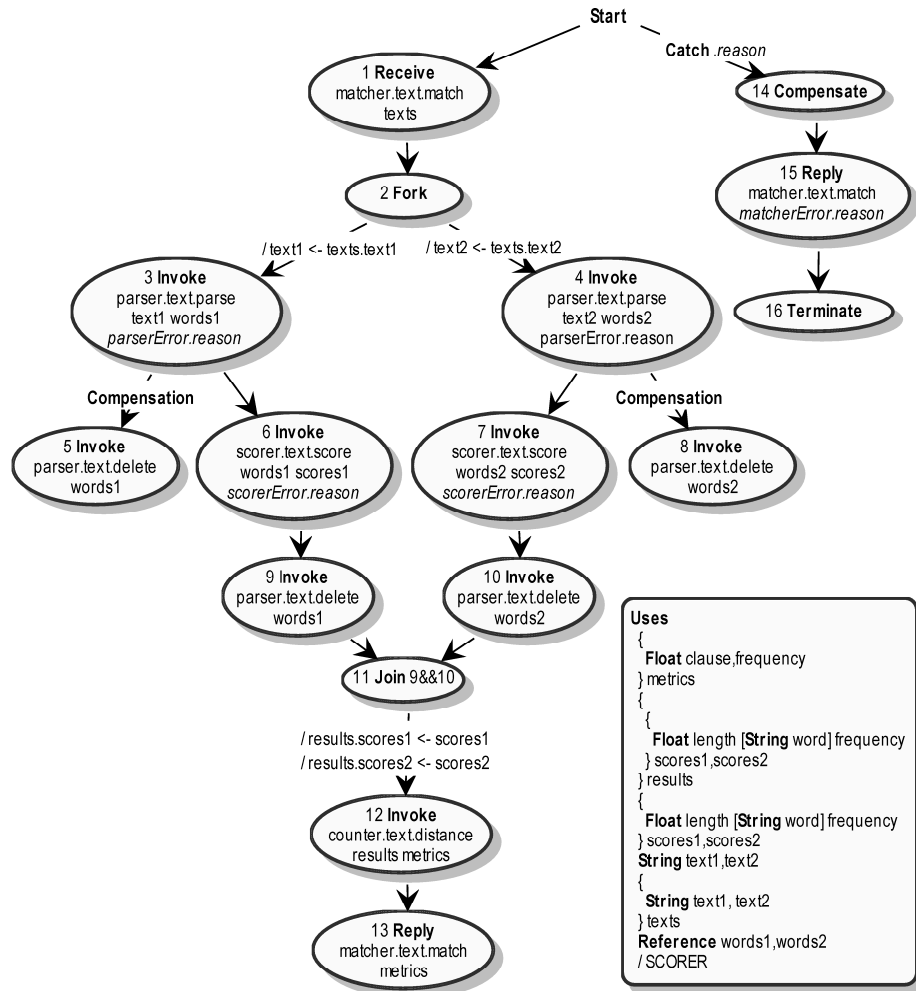 Start
Catch .reason
1 Receive
matcher.text.match
texts
14 Compensate
2 Fork
15 Reply
matcher.text.match
matcherError.reason
/ text1 <- texts.text1
/ text2 <- texts.text2
3 Invoke
parser.text.parse
text1 words1
parserError.reason
4 Invoke
parser.text.parse
text2 words2
parserError.reason
16 Terminate
Compensation
Compensation
5 Invoke
parser.text.delete
words1
6 Invoke
scorer.text.score
words1 scores1
scorerError.reason
7 Invoke
scorer.text.score
words2 scores2
scorerError.reason
8 Invoke
parser.text.delete
words2
9 Invoke
parser.text.delete
words1
10 Invoke
parser.text.delete
words2
11 Join 9&&10
/ results.scores1 <- scores1
/ results.scores2 <- scores2
12 Invoke
counter.text.distance
results metrics
13 Reply
matcher.text.match
metrics
Uses
{
Float clause,frequency
} metrics
{
{
Float length [String word] frequency
} scores1,scores2
} results
{
Float length [String word] frequency
} scores1,scores2
String text1,text2
{
String text1, text2
} texts
Reference words1,words2
/ SCORER